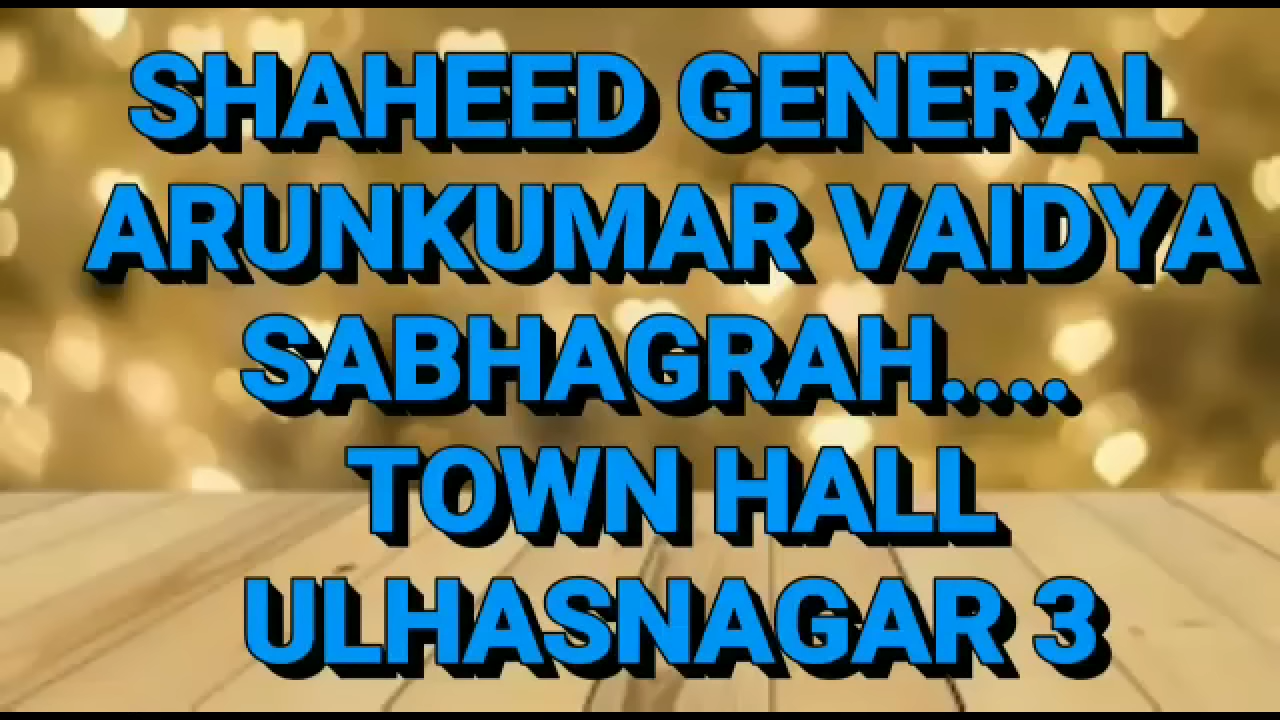 SHAHEED GENERAL
ARUNKUMAR VAIDYA
SABHAGRAH....
TOWN HALL
ULHASNAGAR 3